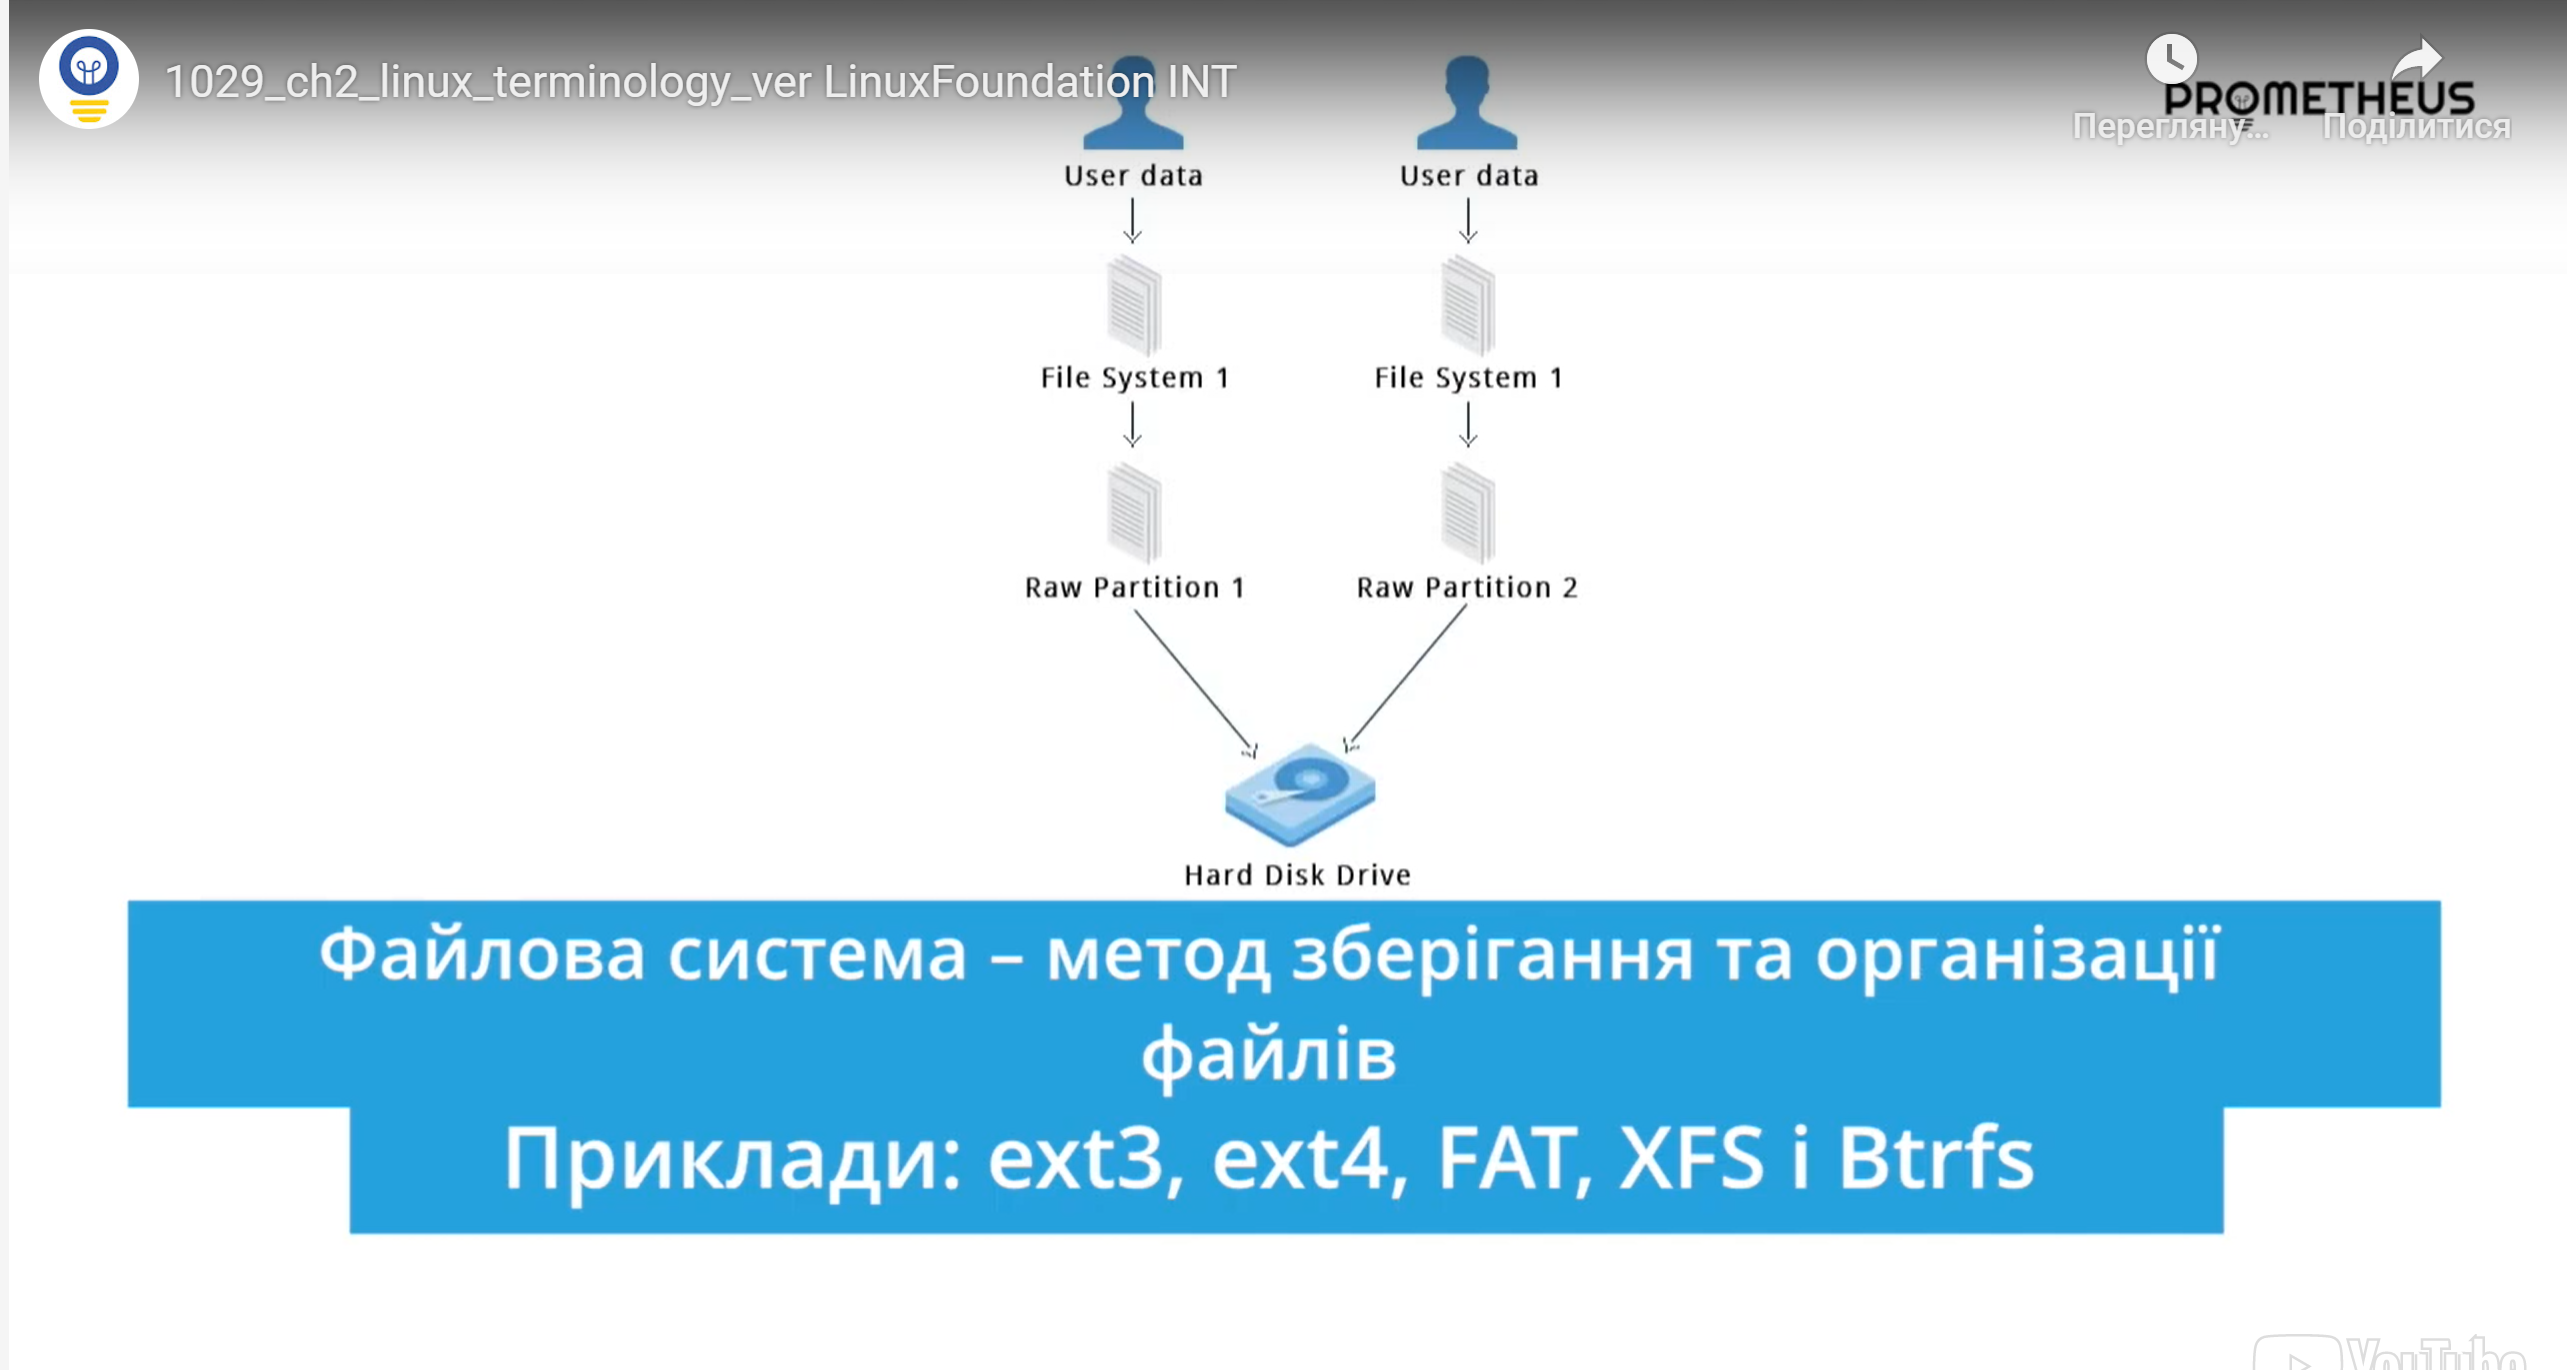 1029_ch2_linux_terminology_ver LinuxFoundation INT
PROMETHEUS
Перегляну...
Поділитися
User data User data
File System 1 File System 1
Raw Partition 1 Raw Partition 2
Hard Disk Drive
Файлова система – метод зберігання та організації
файлів
Приклади: ext3, ext4, FAT, XFS і Btrfs
YouTube